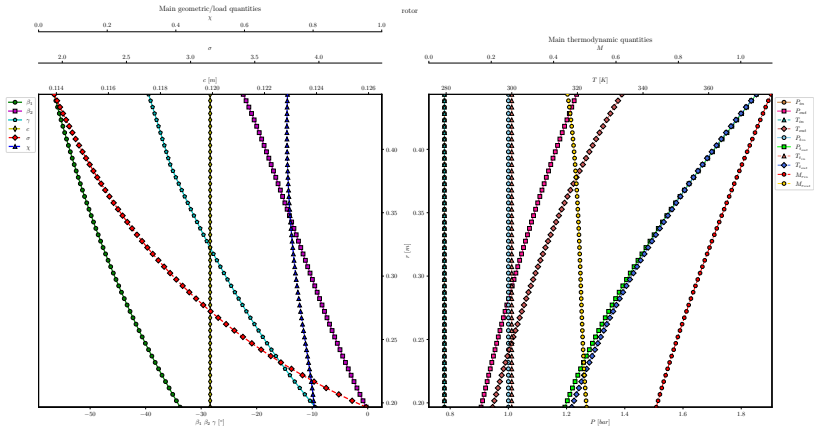 rotor
Main geometric/load quantities
χ
0.0 0.2 0.4 0.6 0.8 1.0
σ
2.0 2.5 3.0 3.5 4.0
c [m]
0.114 0.116 0.118 0.120 0.122 0.124 0.126
β₁
β₂
γ
c
σ
χ
0.40
0.35
0.30
0.25
0.20
r [m]
−50 −40 −30 −20 −10 0
β₁ β₂ γ [°]
Main thermodynamic quantities
M
0.0 0.2 0.4 0.6 0.8 1.0
T [K]
280 300 320 340 360
0.40
0.35
0.30
0.25
0.20
0.8 1.0 1.2 1.4 1.6 1.8
P [bar]